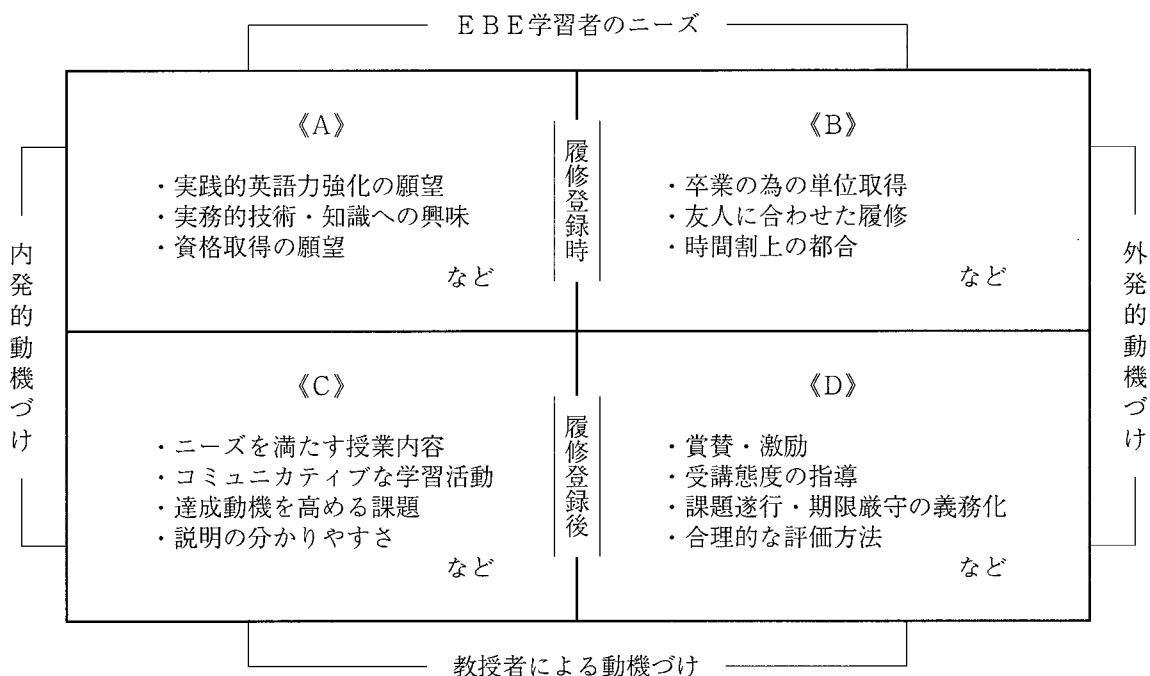 EBE学習者のニーズ
《A》
・実践的英語力強化の願望
・実務的技術・知識への興味
・資格取得の願望
など
履修登録時
《B》
・卒業の為の単位取得
・友人に合わせた履修
・時間割上の都合
など
内発的動機づけ
外発的動機づけ
《C》
・ニーズを満たす授業内容
・コミュニカティブな学習活動
・達成動機を高める課題
・説明の分かりやすさ
など
履修登録後
《D》
・賞賛・激励
・受講態度の指導
・課題遂行・期限厳守の義務化
・合理的な評価方法
など
教授者による動機づけ